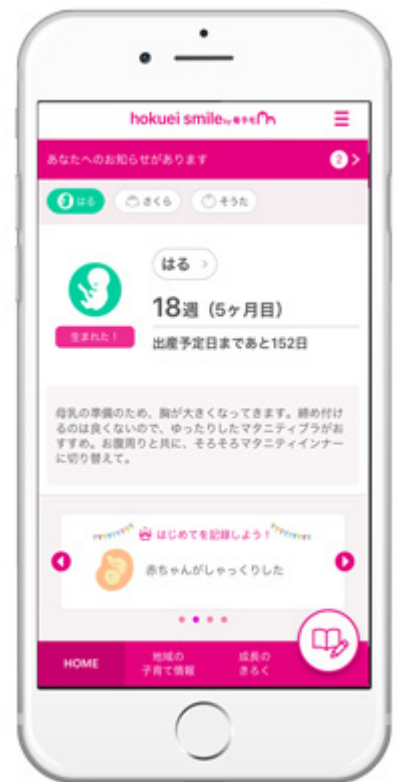 hokuei smile by 母子モ
あなたへのお知らせがあります
2
はる
さくら
そうた
はる
18週（5ヶ月目）
生まれた！
出産予定日まであと152日
母乳の準備のため、胸が大きくなってきます。締め付け
るのは良くないので、ゆったりしたマタニティブラがお
すすめ。お腹周りと共に、そろそろマタニティインナー
に切り替えて。
はじめてを記録しよう！
赤ちゃんがしゃっくりした
HOME
地域の
子育て情報
成長の
きろく